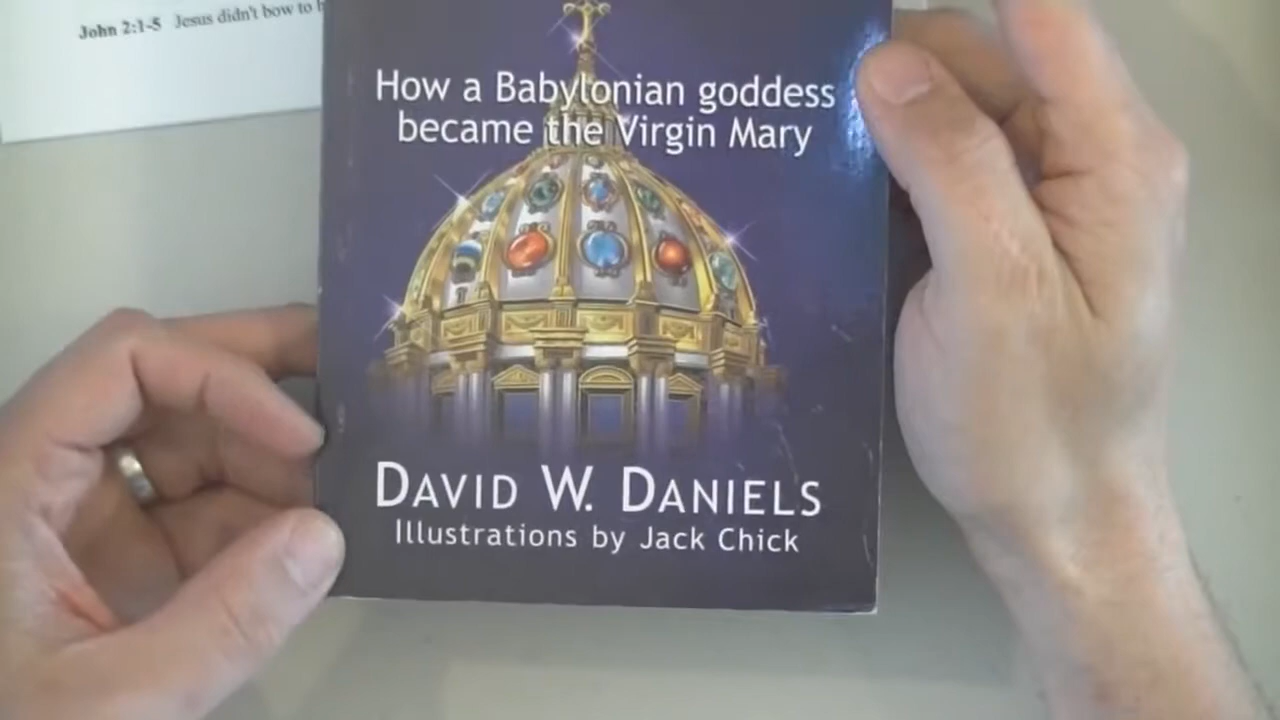 John 2:1-5 Jesus didn't bow to
How a Babylonian goddess
became the Virgin Mary
DAVID W. DANIELS
Illustrations by Jack Chick